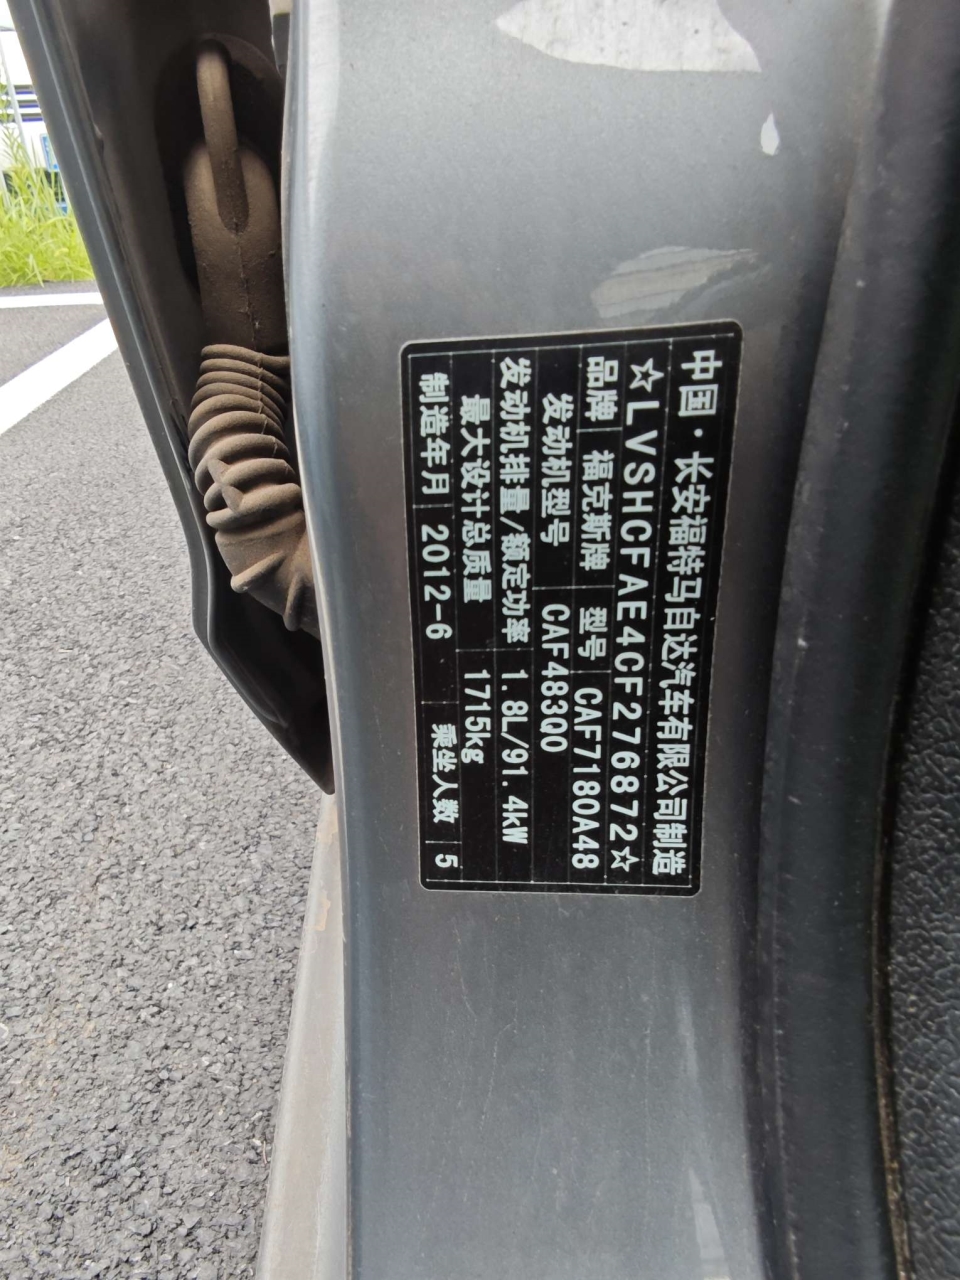 中国·长安福特马自达汽车有限公司制造
☆LVSHCFAE4CF276872☆
品牌 福克斯牌 型号 CAF7180A48
发动机型号 CAF483Q0
发动机排量/额定功率 1.8L/91.4kW
最大设计总质量 1715kg
制造年月 2012-6 乘坐人数 5